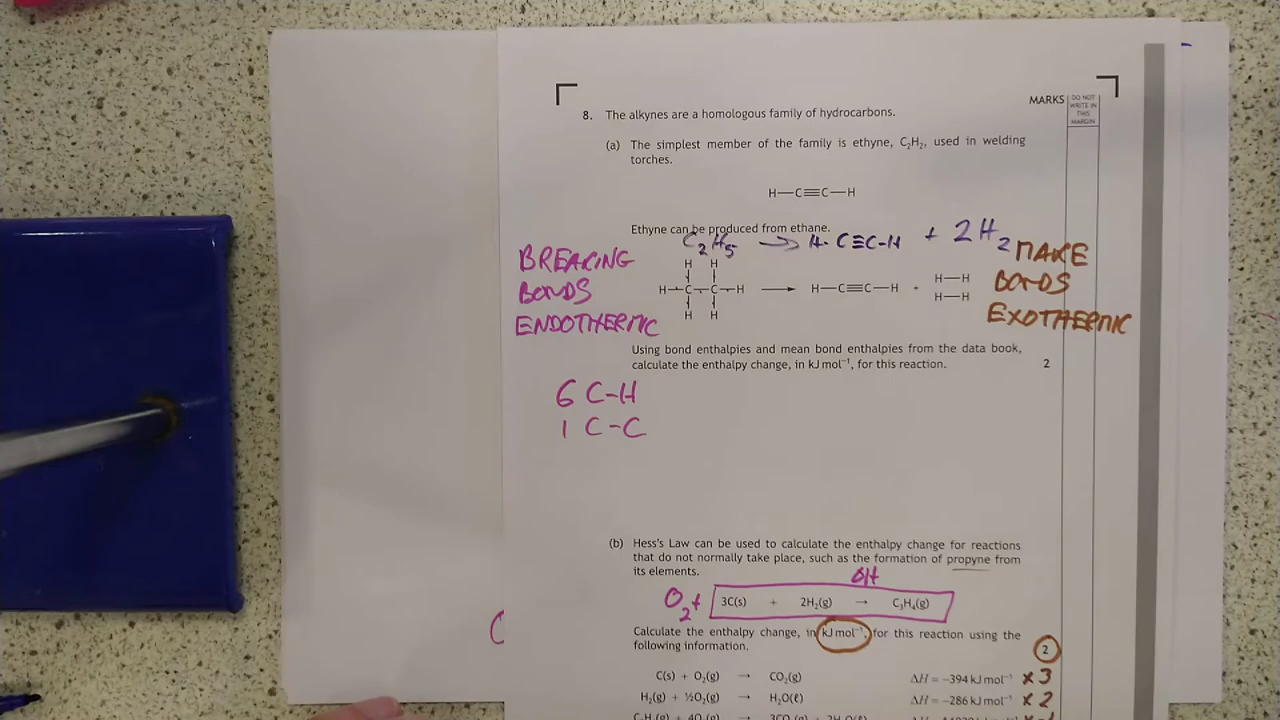 MARKS
DO NOT WRITE IN THIS MARGIN
8. The alkynes are a homologous family of hydrocarbons.
(a) The simplest member of the family is ethyne, C₂H₂, used in welding
torches.
H—C≡C—H
Ethyne can be produced from ethane.
C₂H₅ → H-C≡C-H + 2H₂
BREAKING
BONDS
ENDOTHERMIC
H H
H—C—C—H → H—C≡C—H +
H H
H—H
H—H
MAKE
BONDS
EXOTHERMIC
Using bond enthalpies and mean bond enthalpies from the data book,
calculate the enthalpy change, in kJ mol⁻¹, for this reaction. 2
6 C-H
1 C-C
(b) Hess's Law can be used to calculate the enthalpy change for reactions
that do not normally take place, such as the formation of propyne from
its elements.
ΔH
O₂+ 3C(s) + 2H₂(g) → C₃H₄(g)
Calculate the enthalpy change, in kJ mol⁻¹, for this reaction using the
following information. 2
C(s) + O₂(g) → CO₂(g) ΔH = −394 kJ mol⁻¹ ×3
H₂(g) + ½O₂(g) → H₂O(ℓ) ΔH = −286 kJ mol⁻¹ ×2